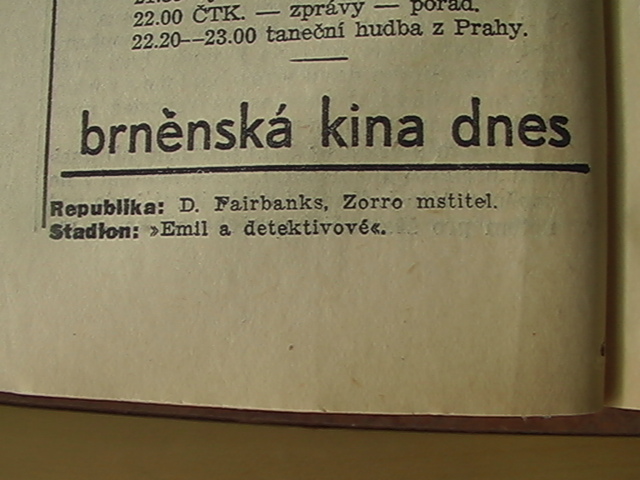 22.00 ČTK. — zprávy — pořad.
22.20—23.00 taneční hudba z Prahy.
brněnská kina dnes
Republika: D. Fairbanks, Zorro mstitel.
Stadion: »Emil a detektivové«.